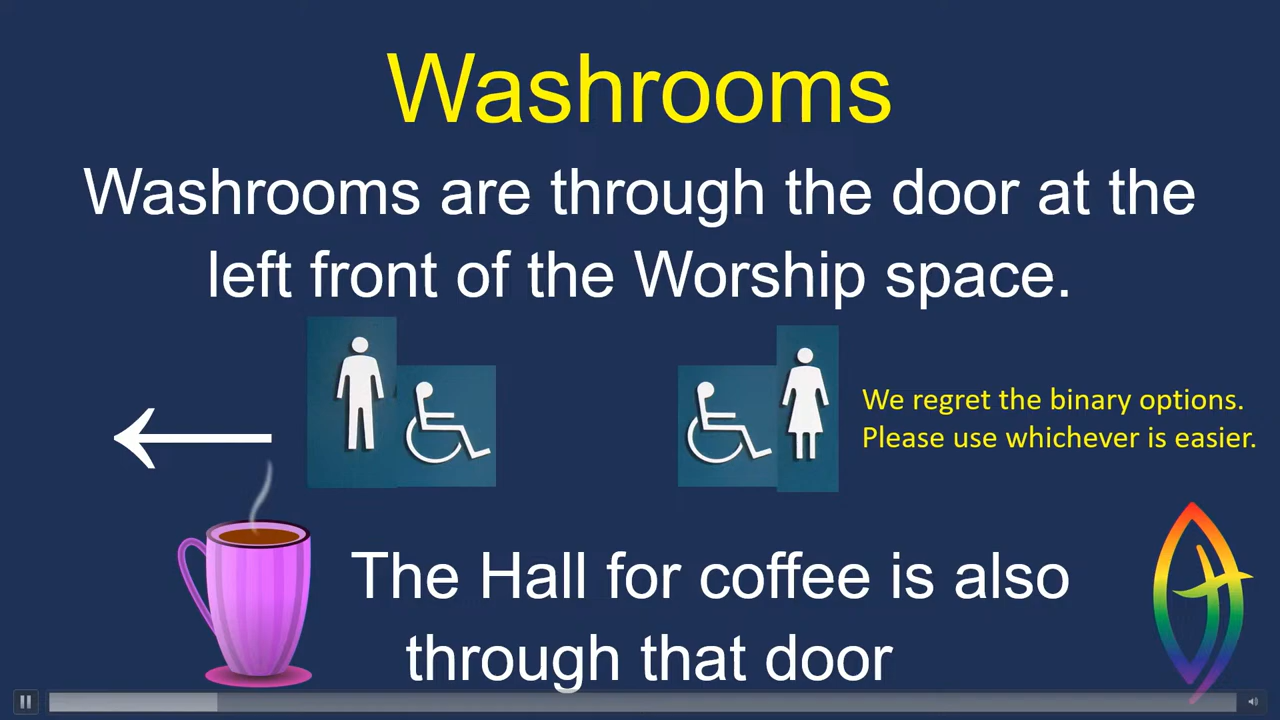 Washrooms
Washrooms are through the door at the
left front of the Worship space.
We regret the binary options.
Please use whichever is easier.
The Hall for coffee is also
through that door